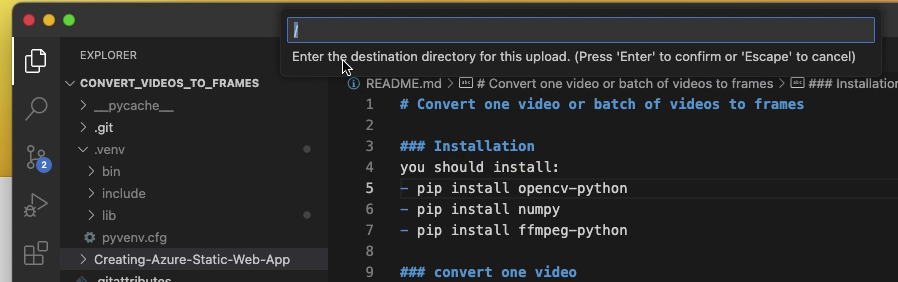 /
Enter the destination directory for this upload. (Press 'Enter' to confirm or 'Escape' to cancel)
EXPLORER
CONVERT_VIDEOS_TO_FRAMES
__pycache__
.git
.venv
bin
include
lib
pyvenv.cfg
Creating-Azure-Static-Web-App
.gitattributes
2
README.md > # Convert one video or batch of videos to frames > ### Installation
1 # Convert one video or batch of videos to frames
2
3 ### Installation
4 you should install:
5 - pip install opencv-python
6 - pip install numpy
7 - pip install ffmpeg-python
8
9 ### convert one video